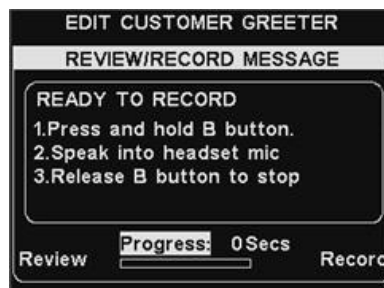 EDIT CUSTOMER GREETER
REVIEW/RECORD MESSAGE
READY TO RECORD
1.Press and hold B button.
2.Speak into headset mic
3.Release B button to stop
Progress: 0Secs
Review Record